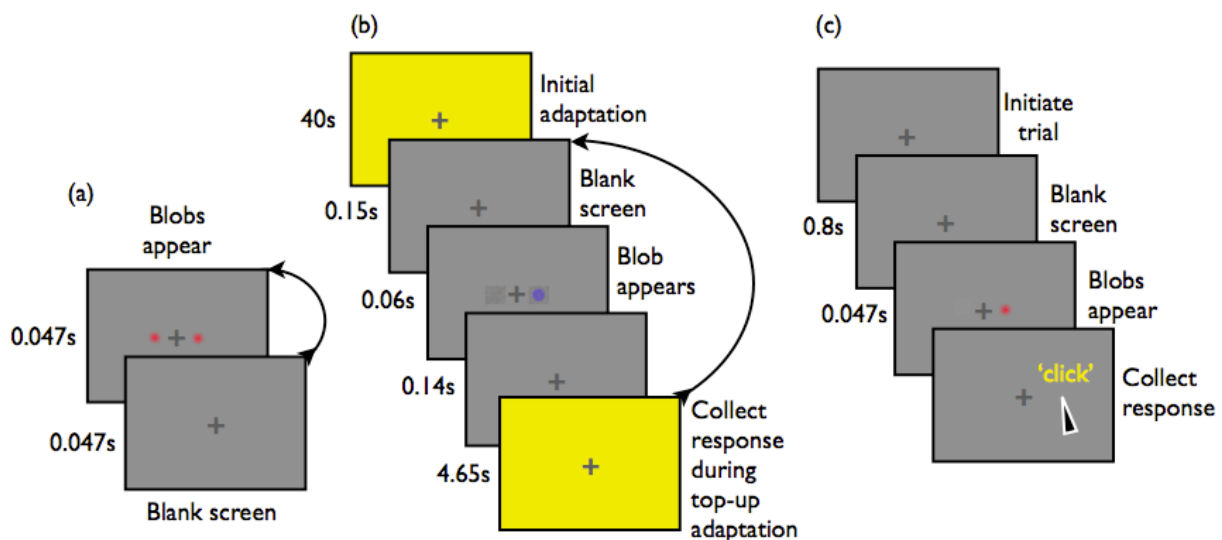 (a)
Blobs
appear
0.047s
0.047s
Blank screen
(b)
40s
Initial
adaptation
0.15s
Blank
screen
0.06s
Blob
appears
0.14s
4.65s
Collect
response
during
top-up
adaptation
(c)
Initiate
trial
0.8s
Blank
screen
0.047s
Blobs
appear
'click'
Collect
response